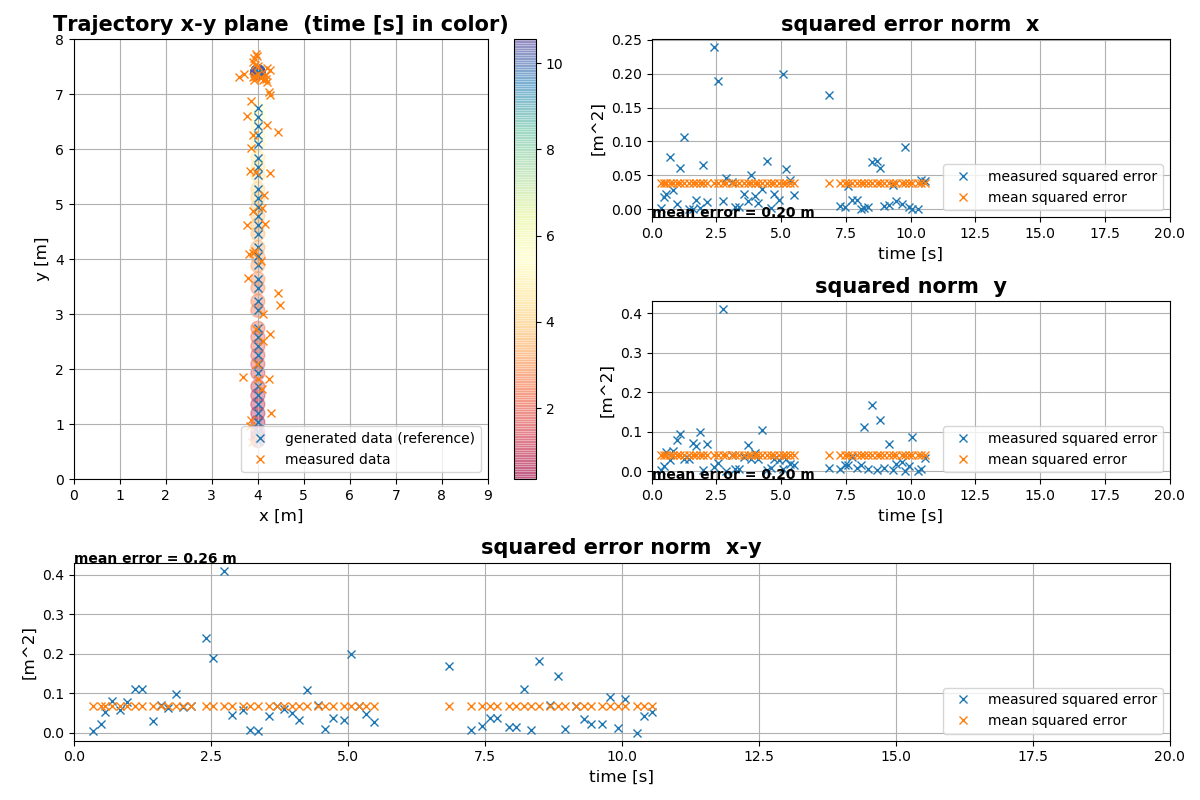 Trajectory x-y plane (time [s] in color)
8
7
6
5
4
3
2
1
0
y [m]
0 1 2 3 4 5 6 7 8 9
x [m]
generated data (reference)
measured data
10
8
6
4
2
squared error norm x
0.25
0.20
0.15
0.10
0.05
0.00
[m^2]
mean error = 0.20 m
measured squared error
mean squared error
0.0 2.5 5.0 7.5 10.0 12.5 15.0 17.5 20.0
time [s]
squared norm y
0.4
0.3
0.2
0.1
0.0
[m^2]
mean error = 0.20 m
measured squared error
mean squared error
0.0 2.5 5.0 7.5 10.0 12.5 15.0 17.5 20.0
time [s]
squared error norm x-y
mean error = 0.26 m
0.4
0.3
0.2
0.1
0.0
[m^2]
measured squared error
mean squared error
0.0 2.5 5.0 7.5 10.0 12.5 15.0 17.5 20.0
time [s]